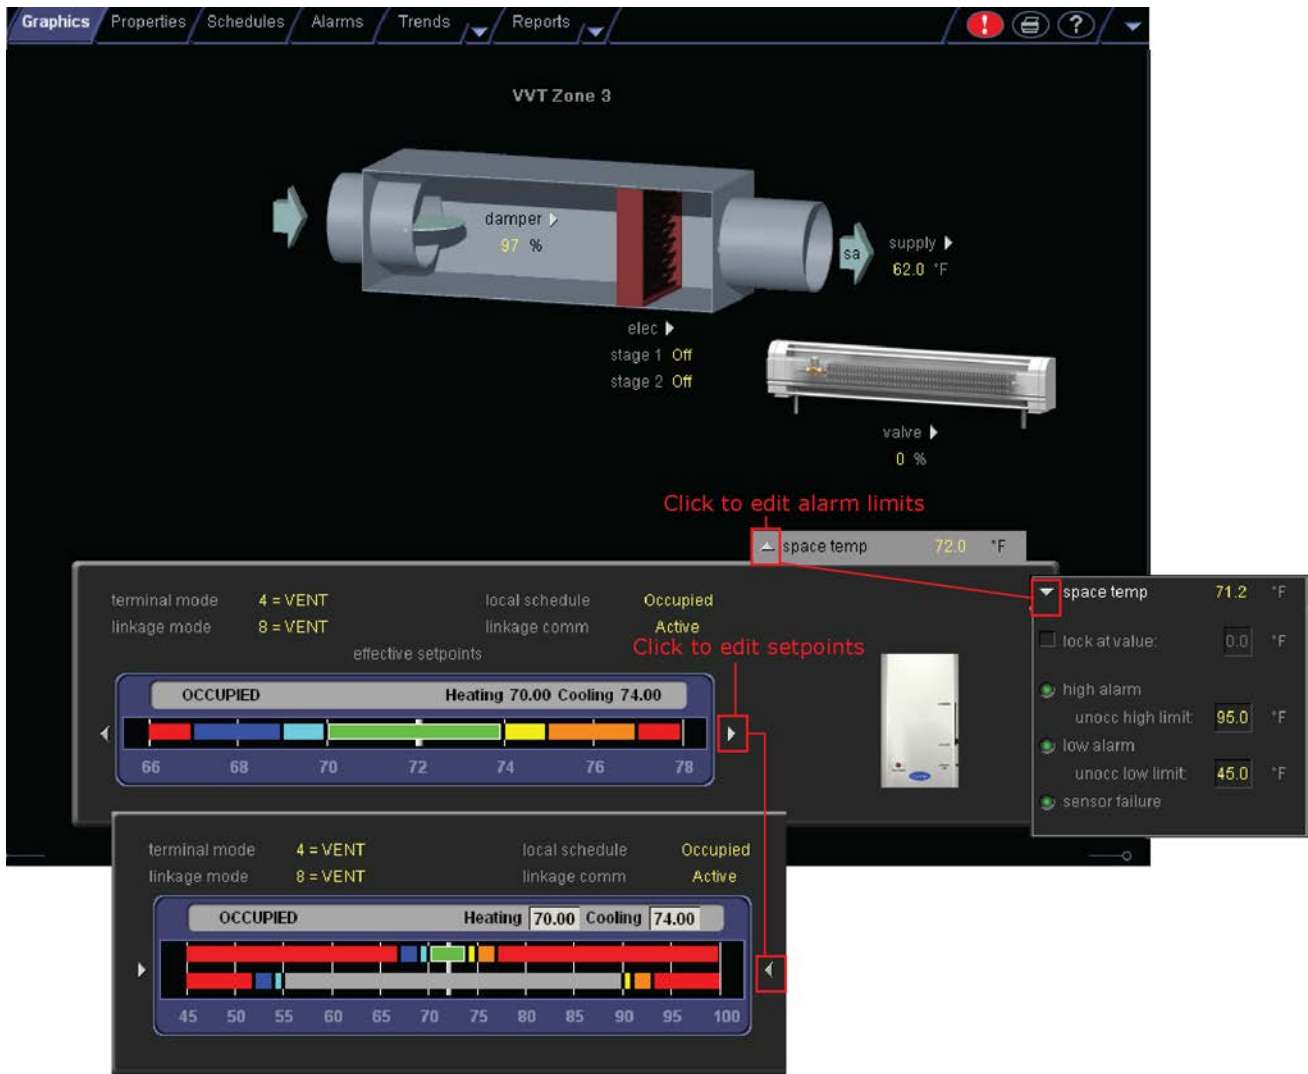 Graphics Properties Schedules Alarms Trends Reports ! ?
VVT Zone 3
damper
97 %
sa
supply
62.0 °F
elec
stage 1 Off
stage 2 Off
valve
0 %
Click to edit alarm limits
space temp 72.0 °F
terminal mode 4 = VENT local schedule Occupied
linkage mode 8 = VENT linkage comm Active
Click to edit setpoints
effective setpoints
OCCUPIED Heating 70.00 Cooling 74.00
66 68 70 72 74 76 78
space temp 71.2 °F
lock at value: 0.0 °F
high alarm
unocc high limit: 95.0 °F
low alarm
unocc low limit: 45.0 °F
sensor failure
terminal mode 4 = VENT local schedule Occupied
linkage mode 8 = VENT linkage comm Active
OCCUPIED Heating 70.00 Cooling 74.00
45 50 55 60 65 70 75 80 85 90 95 100